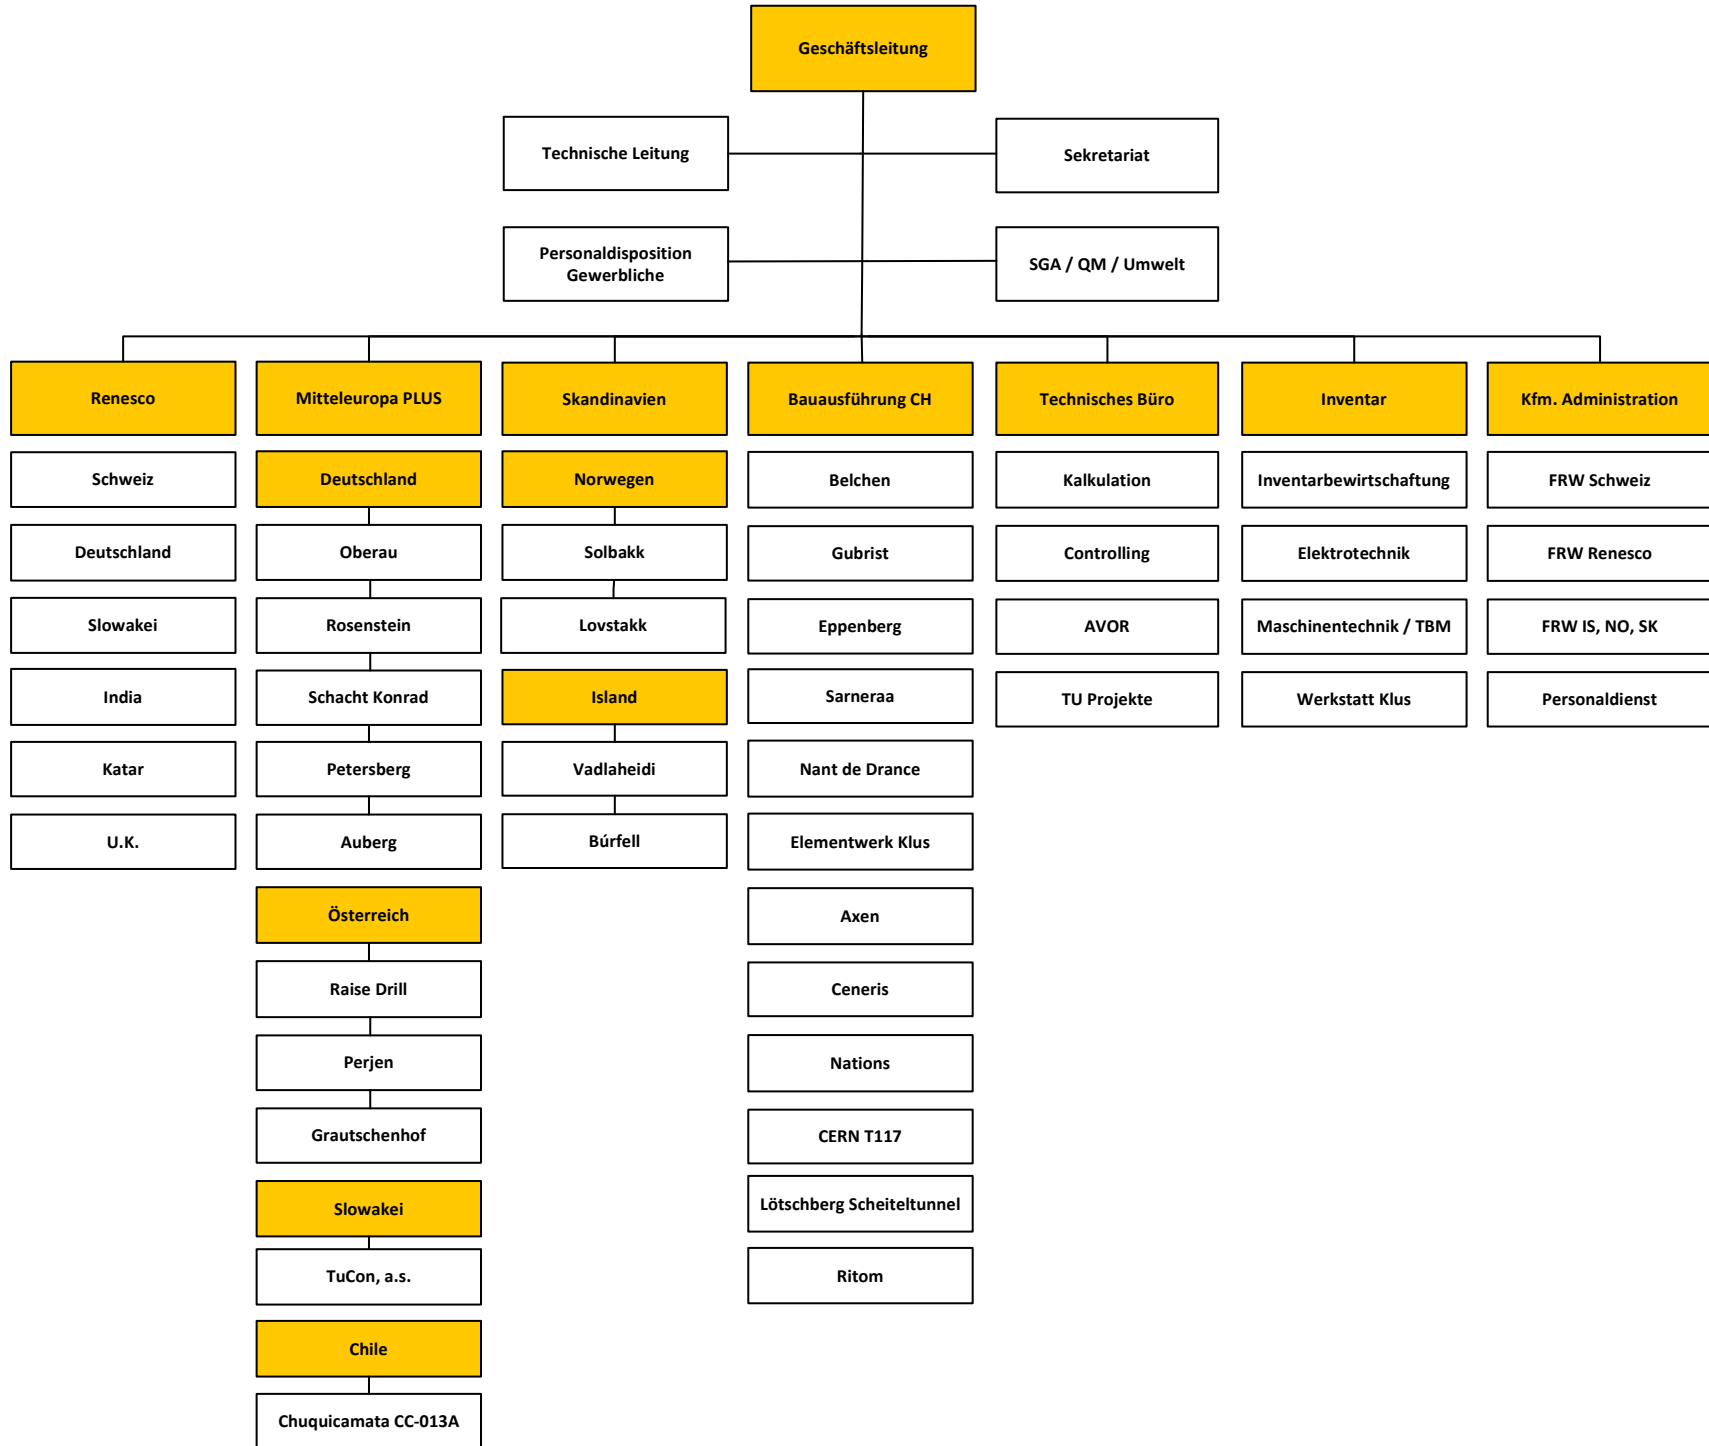 Geschäftsleitung
Technische Leitung
Sekretariat
Personaldisposition
Gewerbliche
SGA / QM / Umwelt
Renesco
Schweiz
Deutschland
Slowakei
India
Katar
U.K.
Mitteleuropa PLUS
Deutschland
Oberau
Rosenstein
Schacht Konrad
Petersberg
Auberg
Österreich
Raise Drill
Perjen
Grautschenhof
Slowakei
TuCon, a.s.
Chile
Chuquicamata CC-013A
Skandinavien
Norwegen
Solbakk
Lovstakk
Island
Vadlaheidi
Búrfell
Bauausführung CH
Belchen
Gubrist
Eppenberg
Sarneraa
Nant de Drance
Elementwerk Klus
Axen
Ceneris
Nations
CERN T117
Lötschberg Scheiteltunnel
Ritom
Technisches Büro
Kalkulation
Controlling
AVOR
TU Projekte
Inventar
Inventarbewirtschaftung
Elektrotechnik
Maschinentechnik / TBM
Werkstatt Klus
Kfm. Administration
FRW Schweiz
FRW Renesco
FRW IS, NO, SK
Personaldienst